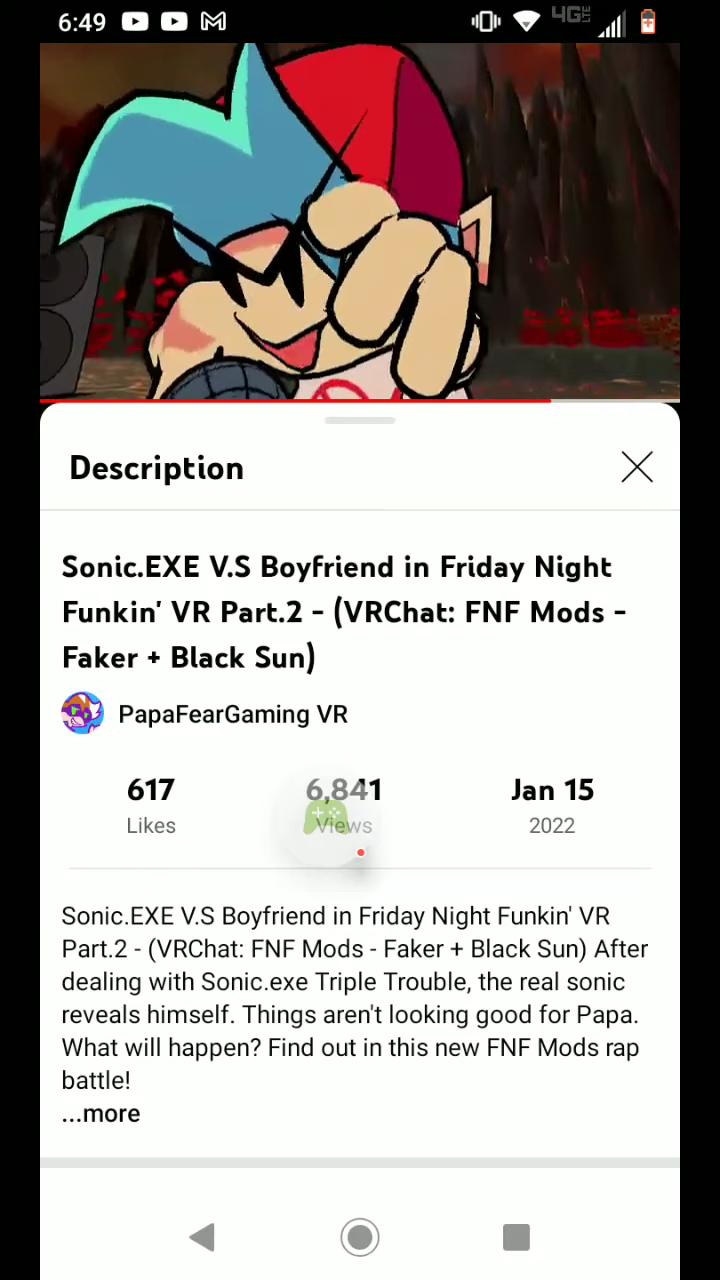 6:49
4G LTE
Description
Sonic.EXE V.S Boyfriend in Friday Night
Funkin' VR Part.2 - (VRChat: FNF Mods -
Faker + Black Sun)
PapaFearGaming VR
617
6,841
Jan 15
Likes
Views
2022
Sonic.EXE V.S Boyfriend in Friday Night Funkin' VR
Part.2 - (VRChat: FNF Mods - Faker + Black Sun) After
dealing with Sonic.exe Triple Trouble, the real sonic
reveals himself. Things aren't looking good for Papa.
What will happen? Find out in this new FNF Mods rap
battle!
...more